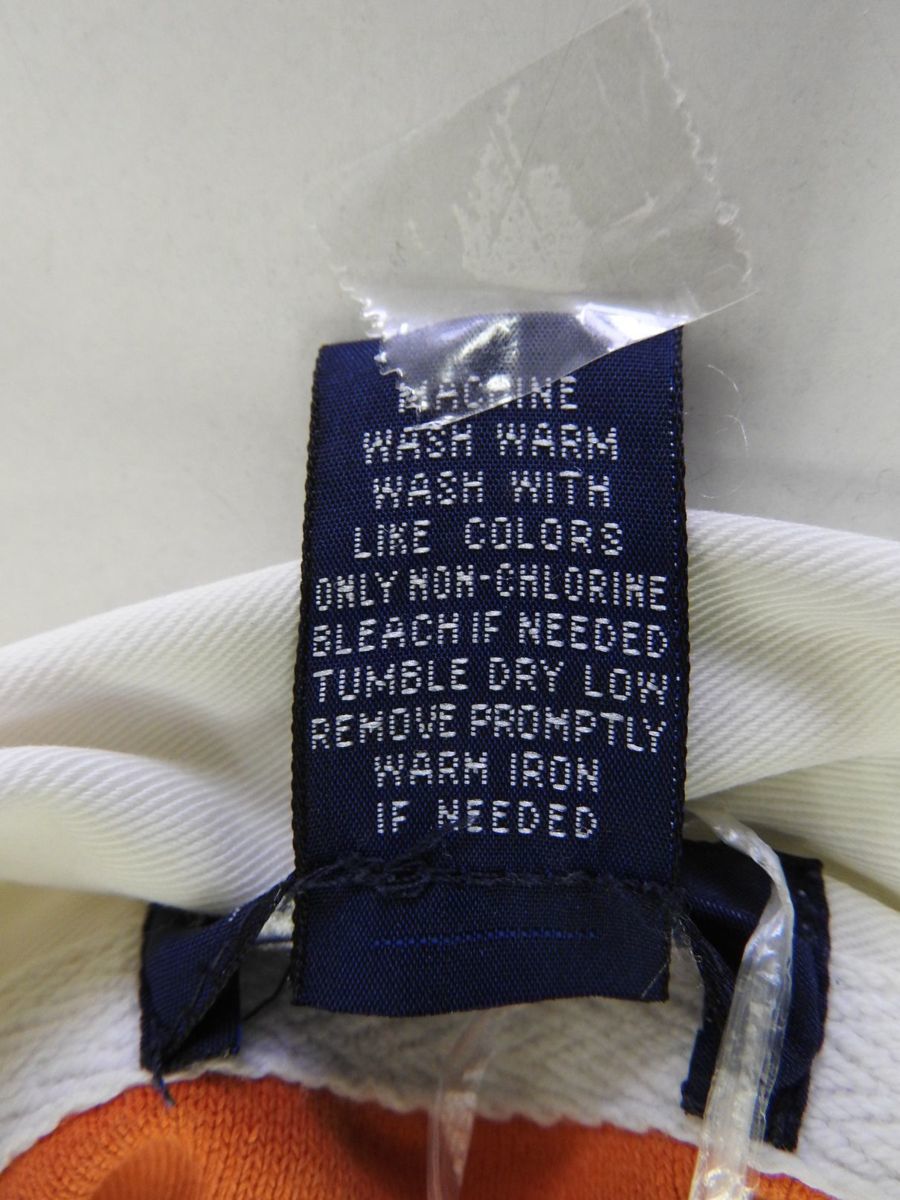 MACHINE
WASH WARM
WASH WITH
LIKE COLORS
ONLY NON-CHLORINE
BLEACH IF NEEDED
TUMBLE DRY LOW
REMOVE PROMPTLY
WARM IRON
IF NEEDED